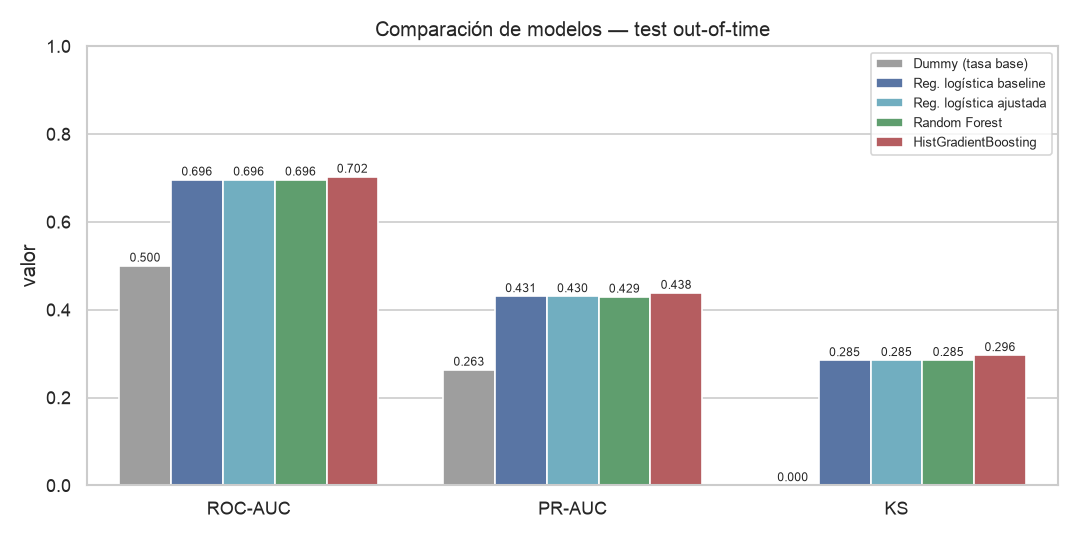 Comparación de modelos — test out-of-time
1.0
0.8
0.6
0.4
0.2
0.0
valor
Dummy (tasa base)
Reg. logística baseline
Reg. logística ajustada
Random Forest
HistGradientBoosting
0.500
0.696
0.696
0.696
0.702
0.263
0.431
0.430
0.429
0.438
0.000
0.285
0.285
0.285
0.296
ROC-AUC
PR-AUC
KS